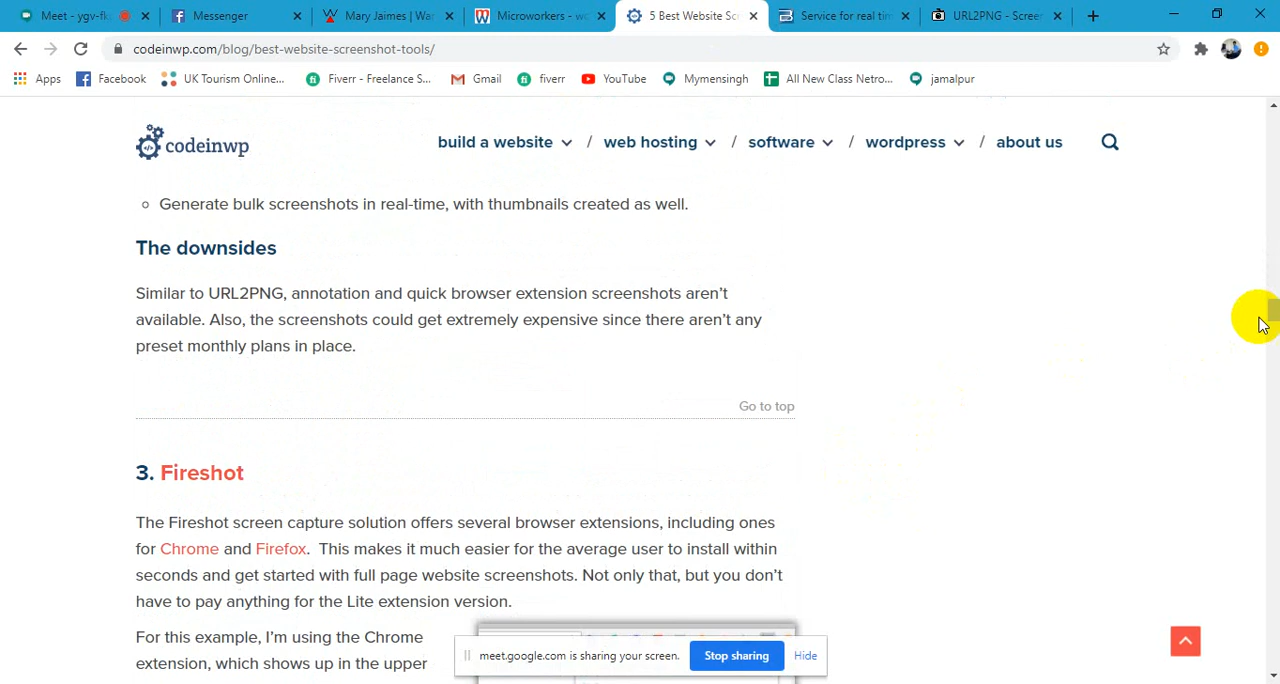 Meet - ygv-fk
Messenger
Mary Jaimes | Wa
Microworkers - wo
5 Best Website Scr
Service for real tim
URL2PNG - Screen
codeinwp.com/blog/best-website-screenshot-tools/
Apps
Facebook
UK Tourism Online...
Fiverr - Freelance S...
Gmail
fiverr
YouTube
Mymensingh
All New Class Netro...
jamalpur
codeinwp
build a website / web hosting / software / wordpress / about us
Generate bulk screenshots in real-time, with thumbnails created as well.
The downsides
Similar to URL2PNG, annotation and quick browser extension screenshots aren't
available. Also, the screenshots could get extremely expensive since there aren't any
preset monthly plans in place.
Go to top
3. Fireshot
The Fireshot screen capture solution offers several browser extensions, including ones
for Chrome and Firefox. This makes it much easier for the average user to install within
seconds and get started with full page website screenshots. Not only that, but you don't
have to pay anything for the Lite extension version.
For this example, I'm using the Chrome
extension, which shows up in the upper
meet.google.com is sharing your screen.
Stop sharing
Hide